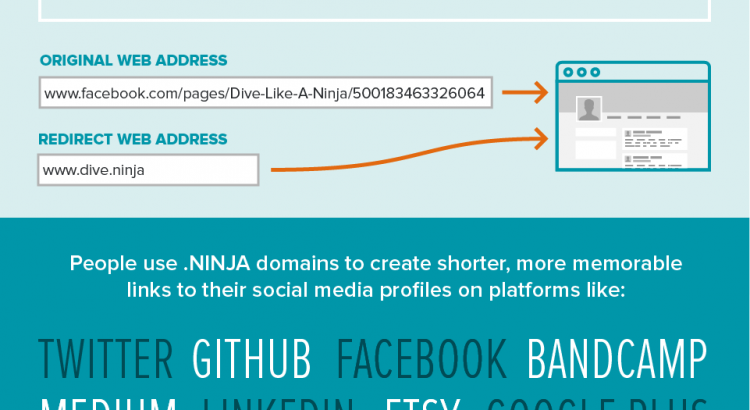 ORIGINAL WEB ADDRESS
www.facebook.com/pages/Dive-Like-A-Ninja/500183463326064
REDIRECT WEB ADDRESS
www.dive.ninja
People use .NINJA domains to create shorter, more memorable
links to their social media profiles on platforms like:
TWITTER GITHUB FACEBOOK BANDCAMP
MEDIUM LINKEDIN ETSY GOOGLE PLUS